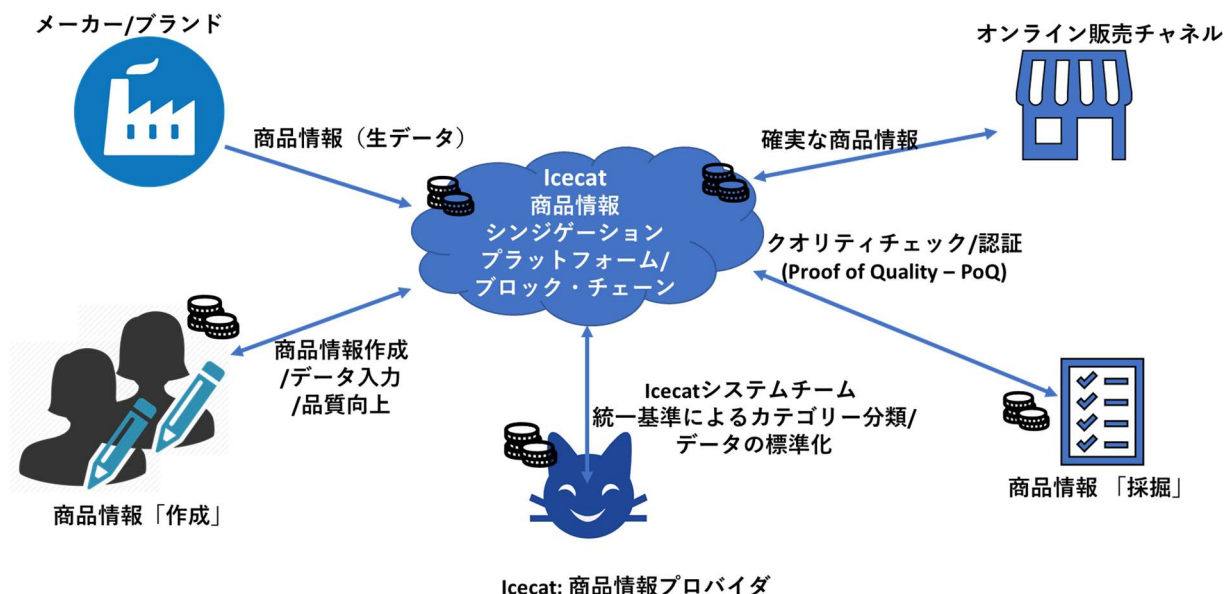 メーカー/ブランド
オンライン販売チャネル
商品情報（生データ）
確実な商品情報
Icecat
商品情報
シンジゲーション
プラットフォーム/
ブロック・チェーン
クオリティチェック/認証
(Proof of Quality – PoQ)
商品情報作成
/データ入力
/品質向上
Icecatシステムチーム
統一基準によるカテゴリー分類/
データの標準化
商品情報「作成」
商品情報 「採掘」
Icecat: 商品情報プロバイダ